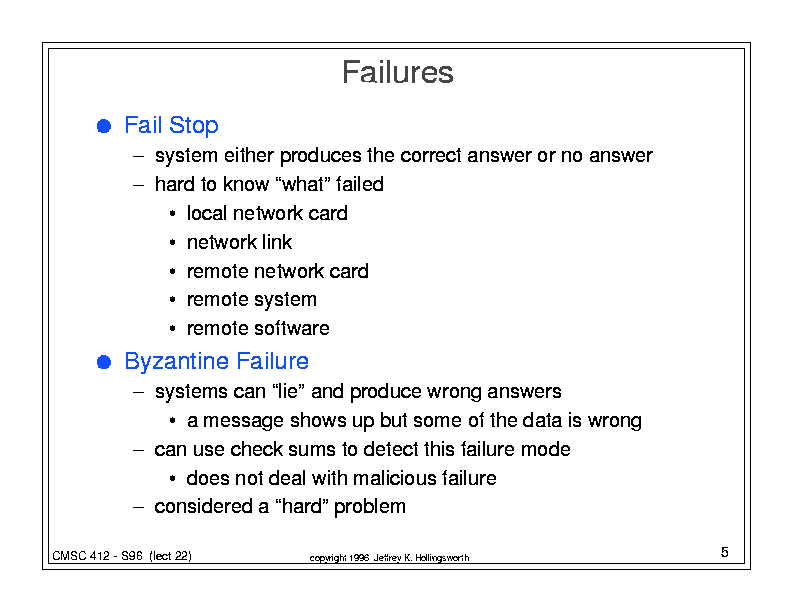 Failures
● Fail Stop
– system either produces the correct answer or no answer
– hard to know “what” failed
• local network card
• network link
• remote network card
• remote system
• remote software
● Byzantine Failure
– systems can “lie” and produce wrong answers
• a message shows up but some of the data is wrong
– can use check sums to detect this failure mode
• does not deal with malicious failure
– considered a “hard” problem
CMSC 412 - S96 (lect 22)
copyright 1996 Jeffrey K. Hollingsworth
5